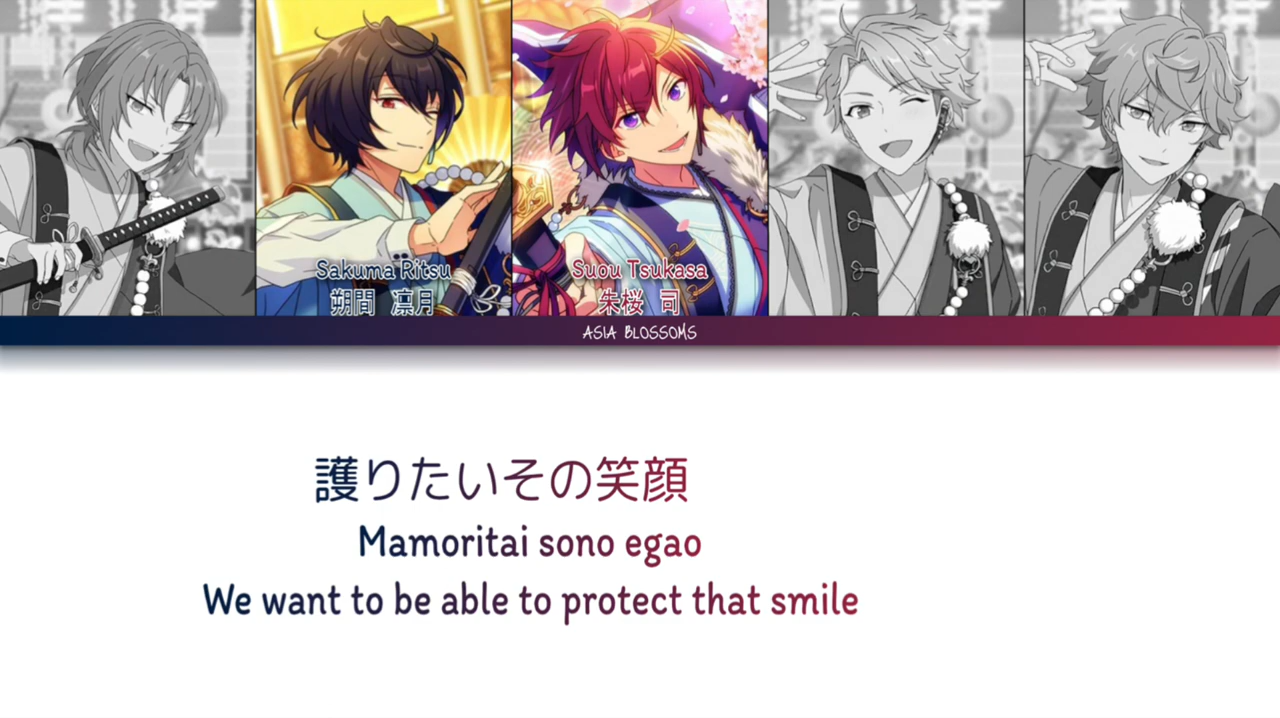 Sakuma Ritsu
朔間 凛月
Suou Tsukasa
朱桜 司
ASIA BLOSSOMS
護りたいその笑顔
Mamoritai sono egao
We want to be able to protect that smile